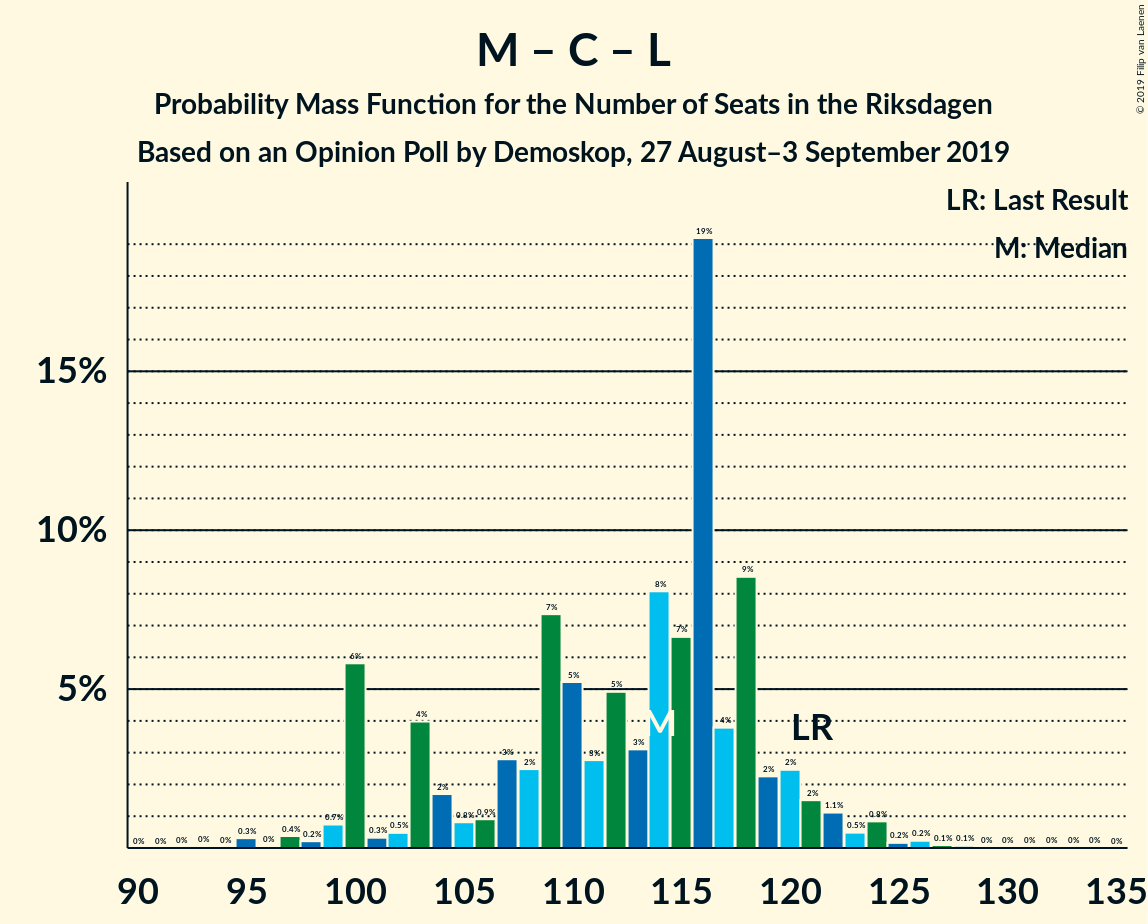 M – C – L
Probability Mass Function for the Number of Seats in the Riksdagen
Based on an Opinion Poll by Demoskop, 27 August–3 September 2019
© 2019 Filip van Laenen
LR: Last Result
M: Median
15%
10%
5%
0% 0% 0% 0% 0% 0.3% 0% 0.4% 0.2% 0.7% 6% 0.3% 0.5% 4% 2% 0.8% 0.9% 3% 2% 7% 5% 3% 5% 3% 8% 7% 19% 4% 9% 2% 2% 2% 1.1% 0.5% 0.8% 0.2% 0.2% 0.1% 0.1% 0% 0% 0% 0% 0% 0% 0%
M
LR
90 95 100 105 110 115 120 125 130 135